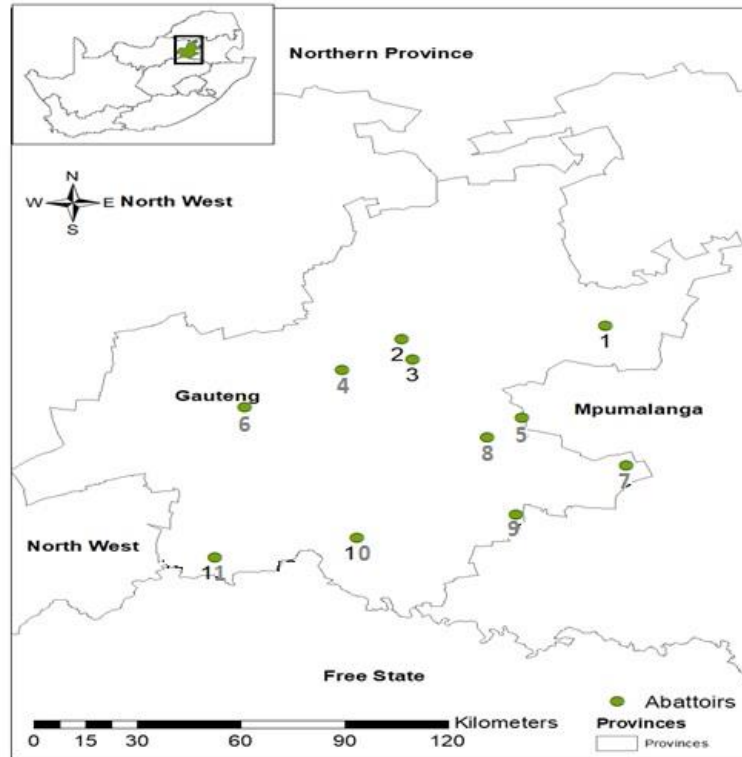 Northern Province
N
W E
S
North West
1
2
3
4
Gauteng
6
Mpumalanga
5
8
7
9
North West
10
11
Free State
Abattoirs
Kilometers
Provinces
Provinces
0 15 30 60 90 120